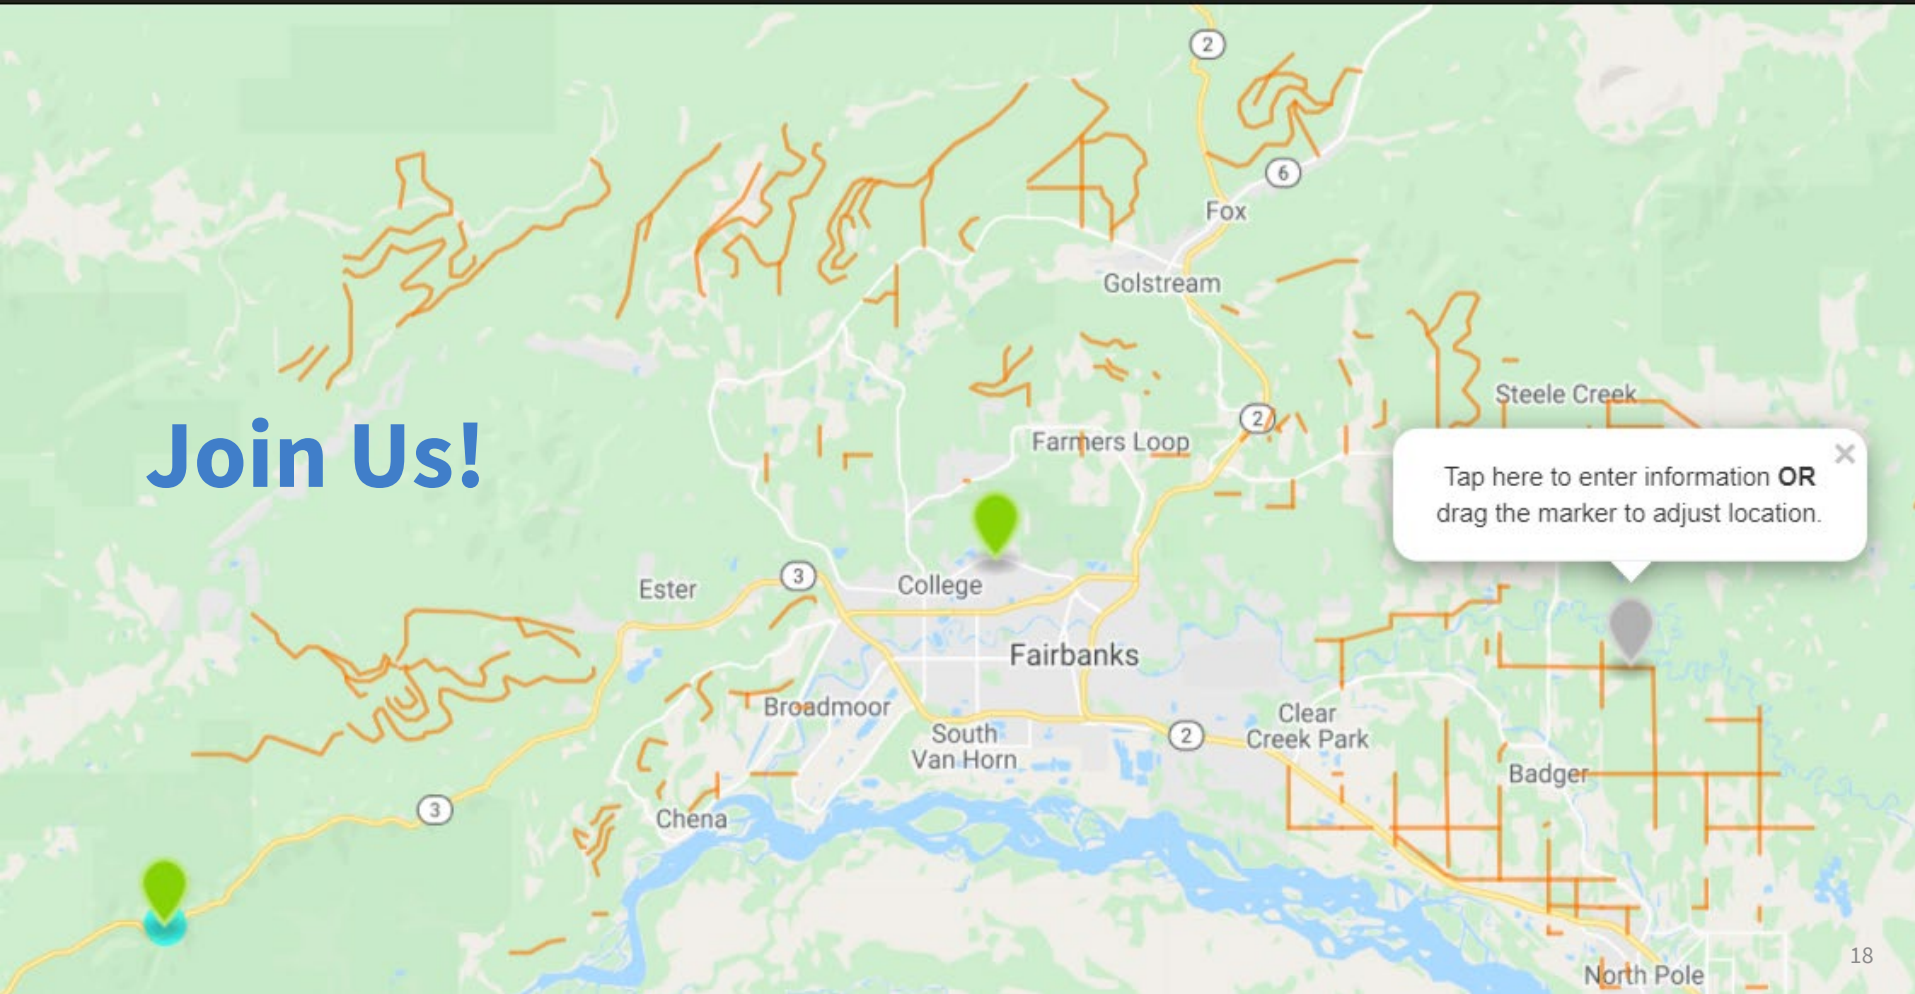 2
6
Fox
Golstream
Steele Creek
2
Join Us!
Farmers Loop
×
Tap here to enter information OR
drag the marker to adjust location.
3
Ester
College
Fairbanks
Broadmoor
Clear
Creek Park
South
Van Horn
2
Badger
3
Chena
18
North Pole